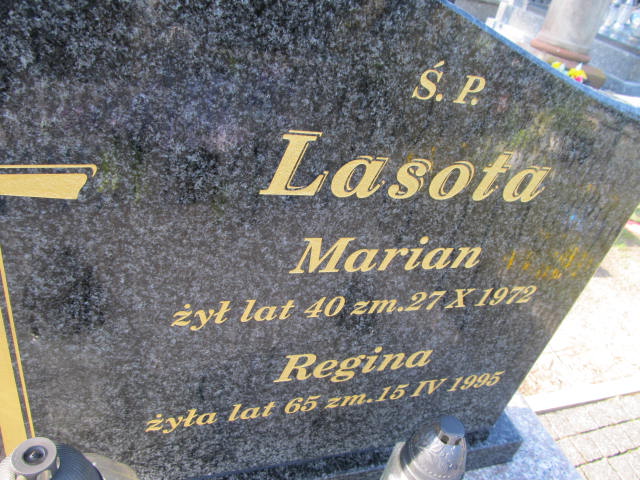 Ś. P.
Lasota
Marian
żył lat 40 zm.27 X 1972
Regina
żyła lat 65 zm.15 IV 1995